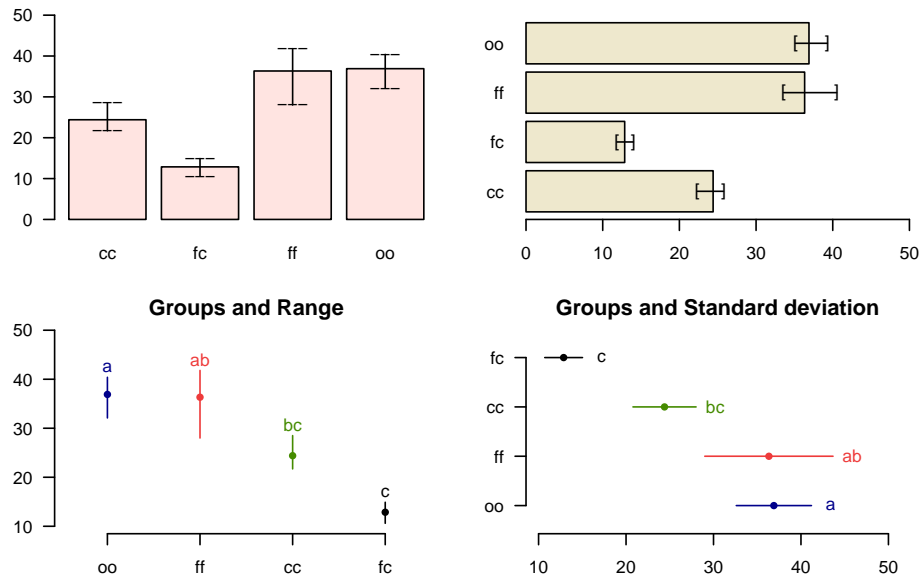 50
40
30
20
10
0
cc fc ff oo
oo
ff
fc
cc
0 10 20 30 40 50
Groups and Range
50
40
30
20
10
a
ab
bc
c
oo ff cc fc
Groups and Standard deviation
fc c
cc bc
ff ab
oo a
10 20 30 40 50